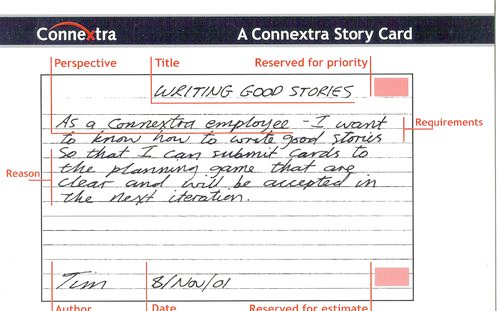 Connextra A Connextra Story Card
Perspective Title Reserved for priority
WRITING GOOD STORIES
As a Connextra employee - I want
Requirements
to know how to write good stories
So that I can submit cards to
the planning game that are
Reason
clear and will be accepted in
the next iteration.
Tim 8/Nov/01
Author Date Reserved for estimate